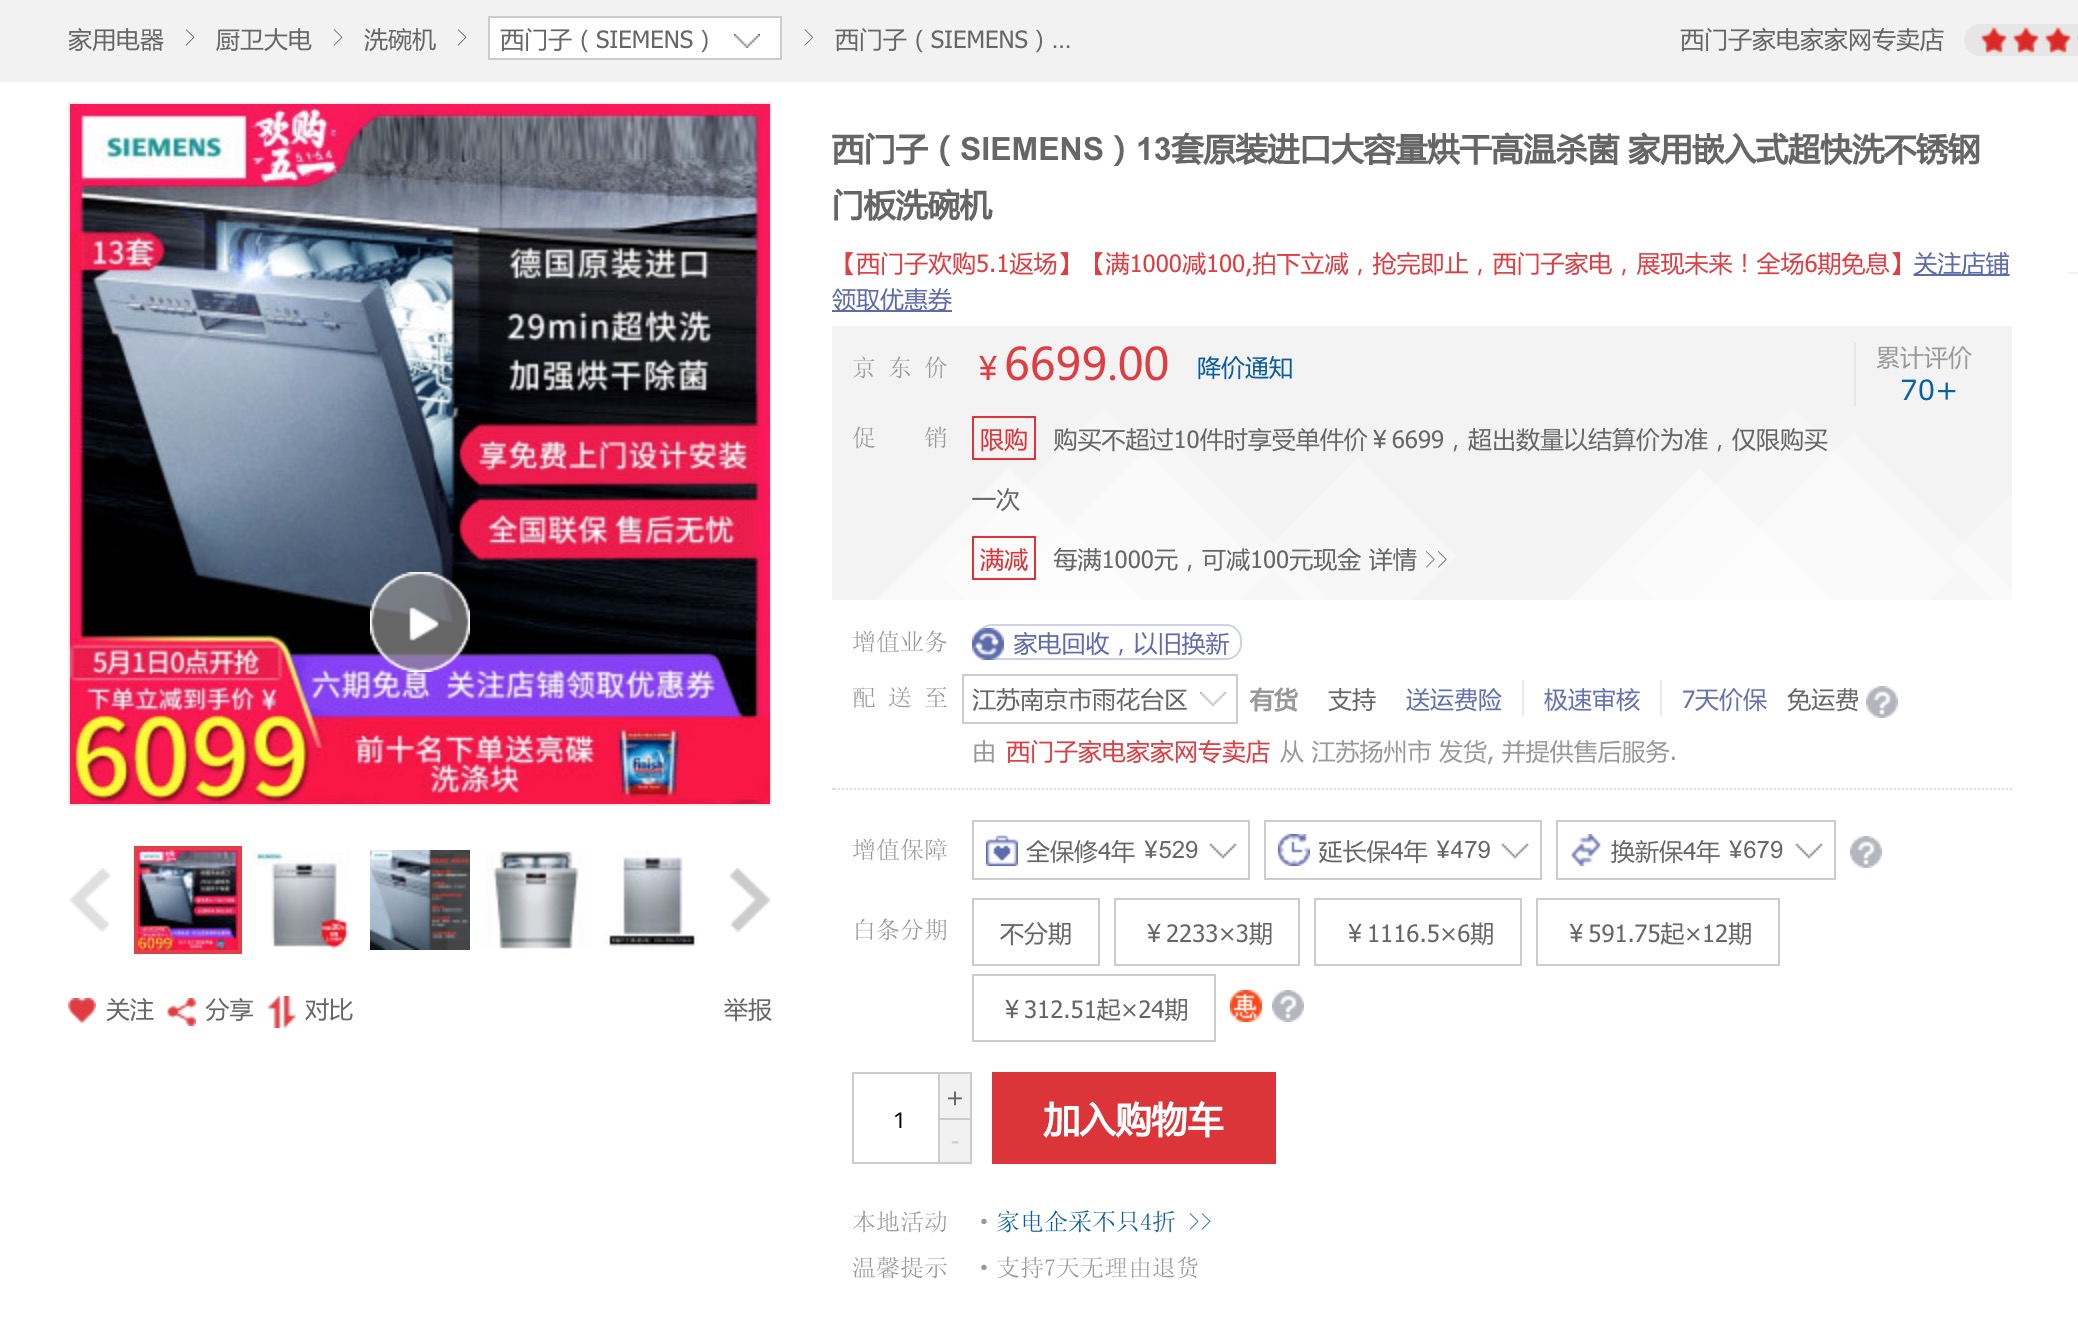 家用电器 > 厨卫大电 > 洗碗机 > 西门子（SIEMENS） > 西门子（SIEMENS）...
西门子家电家家网专卖店
SIEMENS
欢购
五一
5.1-5.4
13套
德国原装进口
29min超快洗
加强烘干除菌
享免费上门设计安装
全国联保 售后无忧
5月1日0点开抢
下单立减到手价 ¥
6099
六期免息 关注店铺领取优惠券
前十名下单送亮碟
洗涤块
finish
关注 分享 对比
举报
西门子（SIEMENS）13套原装进口大容量烘干高温杀菌 家用嵌入式超快洗不锈钢
门板洗碗机
【西门子欢购5.1返场】【满1000减100,拍下立减，抢完即止，西门子家电，展现未来！全场6期免息】关注店铺
领取优惠券
京东价 ￥6699.00 降价通知
累计评价
70+
促销 限购 购买不超过10件时享受单件价￥6699，超出数量以结算价为准，仅限购买
一次
满减 每满1000元，可减100元现金 详情 >>
增值业务 家电回收，以旧换新
配送至 江苏南京市雨花台区 有货 支持 送运费险 极速审核 7天价保 免运费 ?
由 西门子家电家家网专卖店 从 江苏扬州市 发货, 并提供售后服务.
增值保障 全保修4年 ¥529 延长保4年 ¥479 换新保4年 ¥679 ?
白条分期 不分期 ￥2233×3期 ￥1116.5×6期 ￥591.75起×12期
￥312.51起×24期 惠 ?
1 + -
加入购物车
本地活动 ·家电企采不只4折 >>
温馨提示 ·支持7天无理由退货